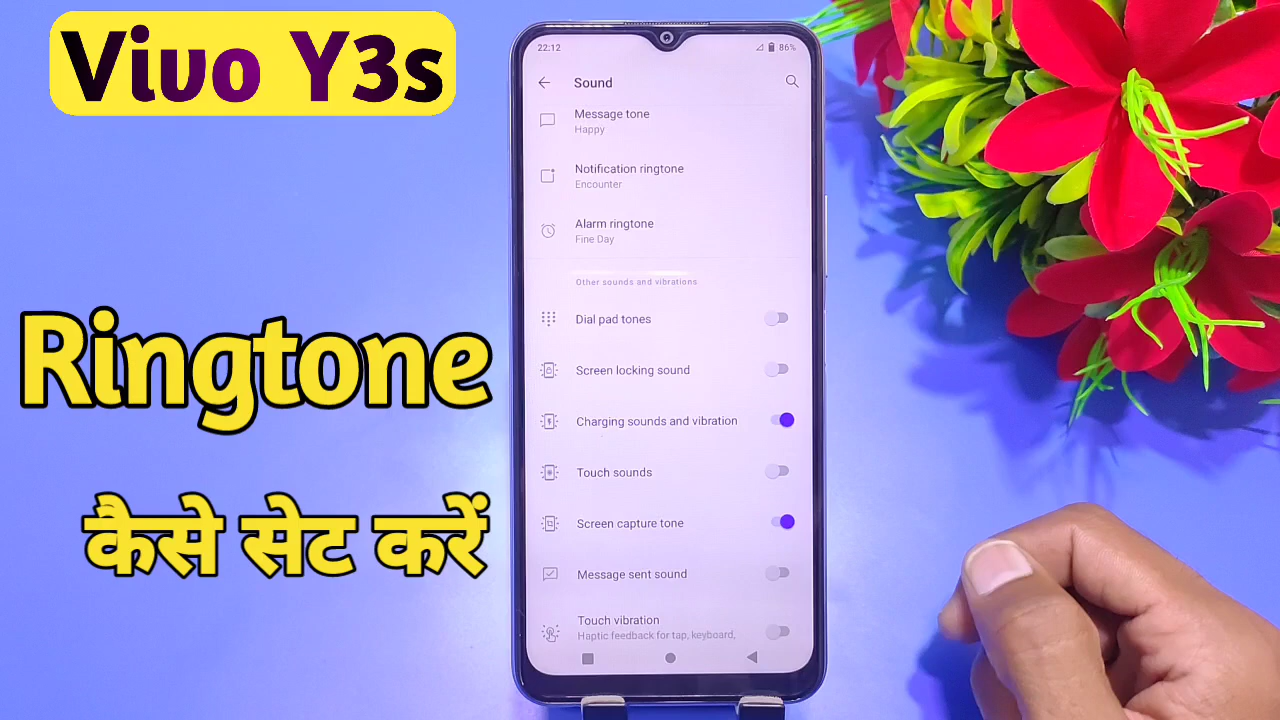 Vivo Y3s
Ringtone
कैसे सेट करें
22:12
86%
Sound
Message tone
Happy
Notification ringtone
Encounter
Alarm ringtone
Fine Day
Other sounds and vibrations
Dial pad tones
Screen locking sound
Charging sounds and vibration
Touch sounds
Screen capture tone
Message sent sound
Touch vibration
Haptic feedback for tap, keyboard,